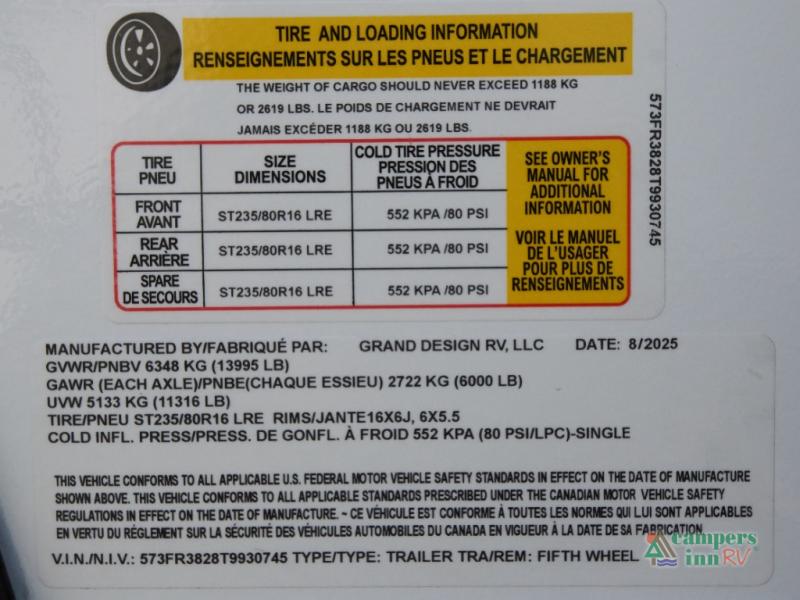 TIRE AND LOADING INFORMATION
RENSEIGNEMENTS SUR LES PNEUS ET LE CHARGEMENT
THE WEIGHT OF CARGO SHOULD NEVER EXCEED 1188 KG
OR 2619 LBS. LE POIDS DE CHARGEMENT NE DEVRAIT
JAMAIS EXCÉDER 1188 KG OU 2619 LBS.
TIRE
PNEU
SIZE
DIMENSIONS
COLD TIRE PRESSURE
PRESSION DES
PNEUS À FROID
FRONT
AVANT
ST235/80R16 LRE
552 KPA /80 PSI
REAR
ARRIÈRE
ST235/80R16 LRE
552 KPA /80 PSI
SPARE
DE SECOURS
ST235/80R16 LRE
552 KPA /80 PSI
SEE OWNER'S
MANUAL FOR
ADDITIONAL
INFORMATION
VOIR LE MANUEL
DE L'USAGER
POUR PLUS DE
RENSEIGNEMENTS
573FR3828T9930745
MANUFACTURED BY/FABRIQUÉ PAR: GRAND DESIGN RV, LLC DATE: 8/2025
GVWR/PNBV 6348 KG (13995 LB)
GAWR (EACH AXLE)/PNBE(CHAQUE ESSIEU) 2722 KG (6000 LB)
UVW 5133 KG (11316 LB)
TIRE/PNEU ST235/80R16 LRE RIMS/JANTE16X6J, 6X5.5
COLD INFL. PRESS/PRESS. DE GONFL. À FROID 552 KPA (80 PSI/LPC)-SINGLE
THIS VEHICLE CONFORMS TO ALL APPLICABLE U.S. FEDERAL MOTOR VEHICLE SAFETY STANDARDS IN EFFECT ON THE DATE OF MANUFACTURE
SHOWN ABOVE. THIS VEHICLE CONFORMS TO ALL APPLICABLE STANDARDS PRESCRIBED UNDER THE CANADIAN MOTOR VEHICLE SAFETY
REGULATIONS IN EFFECT ON THE DATE OF MANUFACTURE. ~ CE VÉHICULE EST CONFORME À TOUTES LES NORMES QUI LUI SONT APPLICABLES
EN VERTU DU RÉGLEMENT SUR LA SÉCURITÉ DES VÉHICULES AUTOMOBILES DU CANADA EN VIGUEUR À LA DATE DE SA FABRICATION.
V.I.N./N.I.V.: 573FR3828T9930745 TYPE/TYPE: TRAILER TRA/REM: FIFTH WHEEL
campers
inn RV